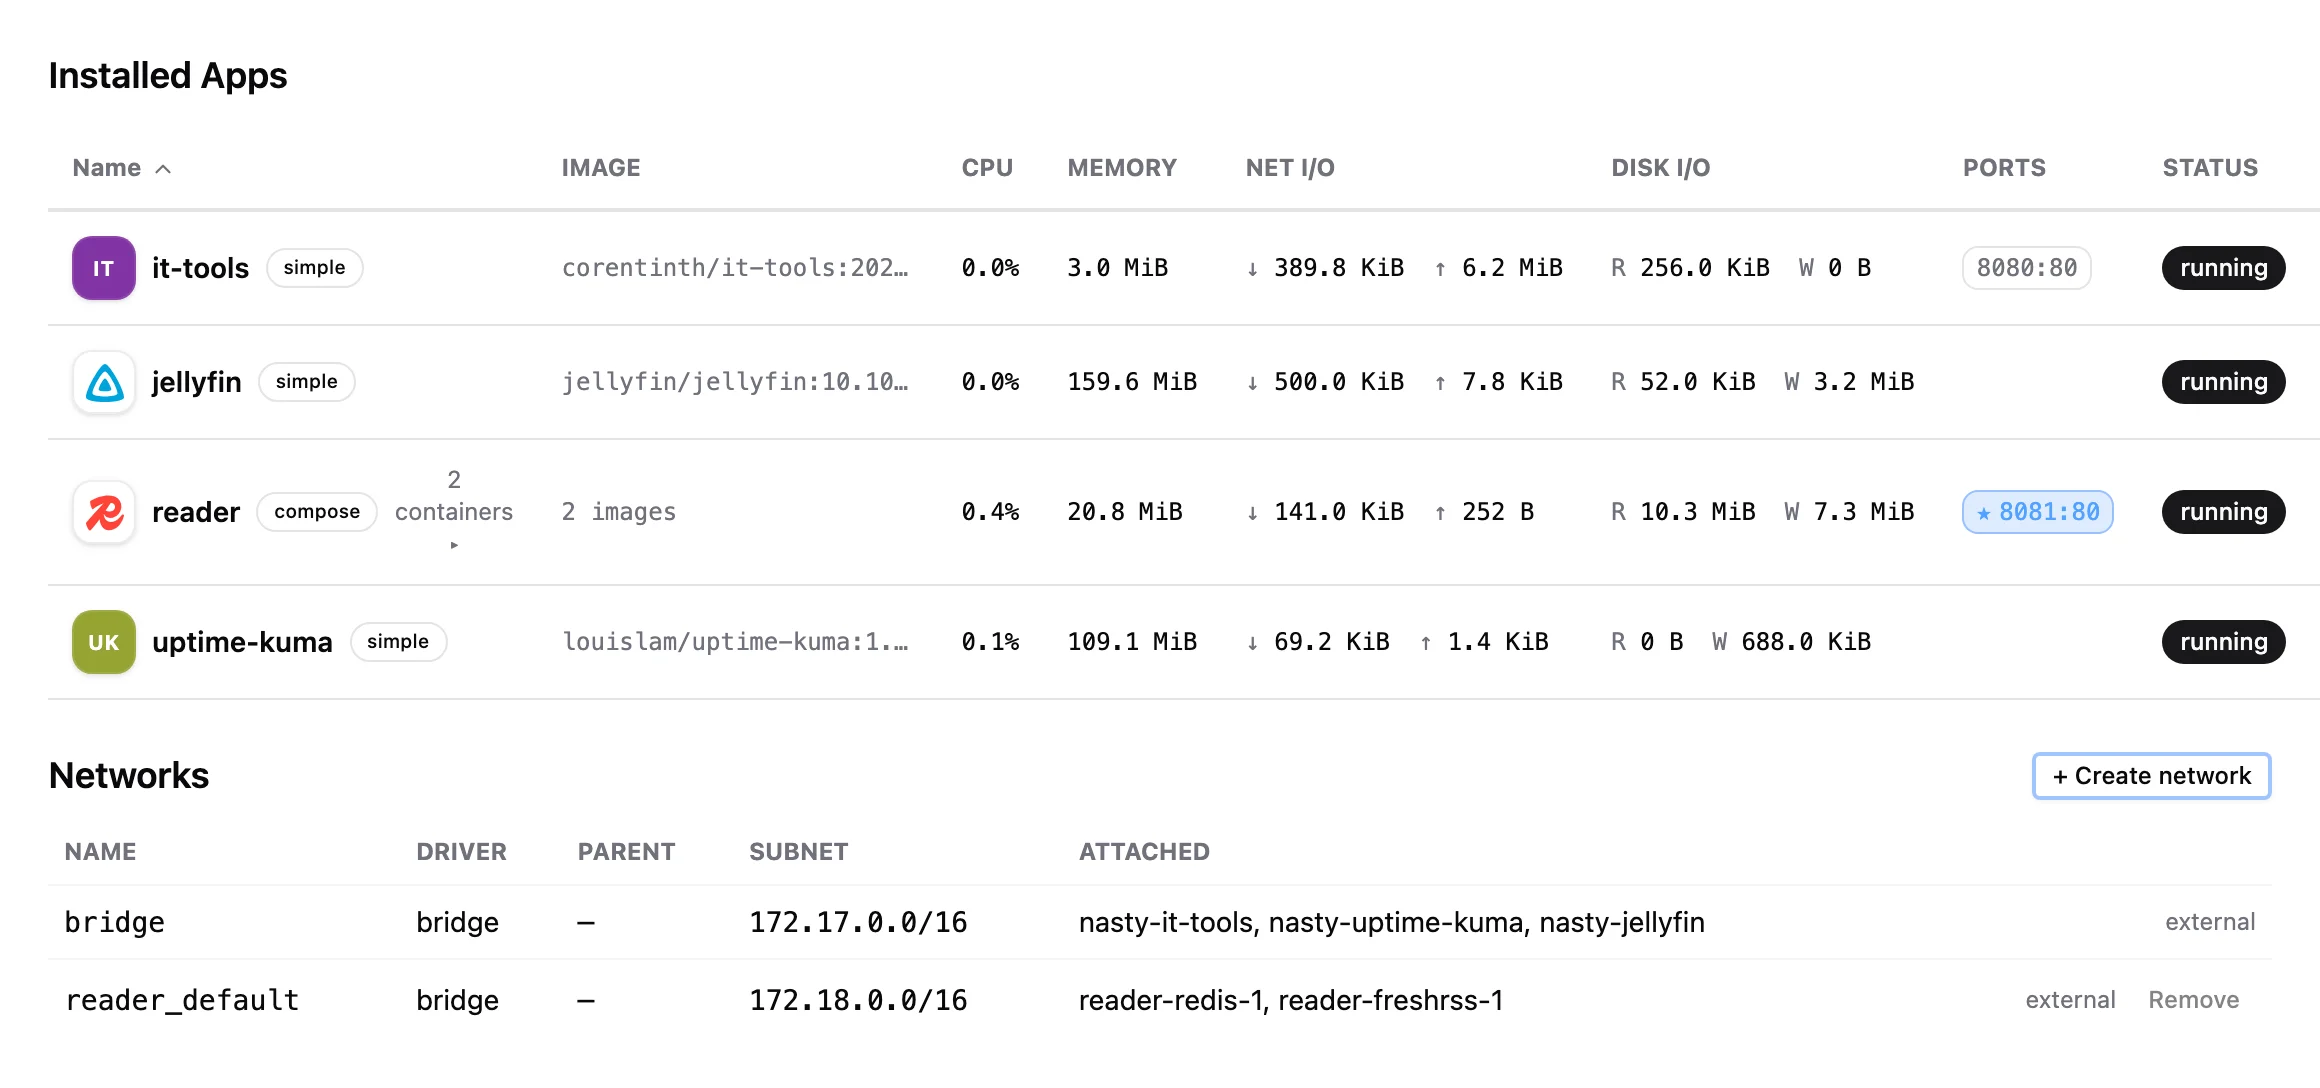 Installed Apps
Name IMAGE CPU MEMORY NET I/O DISK I/O PORTS STATUS
IT it-tools simple corentinth/it-tools:202… 0.0% 3.0 MiB ↓ 389.8 KiB ↑ 6.2 MiB R 256.0 KiB W 0 B 8080:80 running
jellyfin simple jellyfin/jellyfin:10.10… 0.0% 159.6 MiB ↓ 500.0 KiB ↑ 7.8 KiB R 52.0 KiB W 3.2 MiB running
reader compose 2 containers ▸ 2 images 0.4% 20.8 MiB ↓ 141.0 KiB ↑ 252 B R 10.3 MiB W 7.3 MiB ★ 8081:80 running
UK uptime-kuma simple louislam/uptime-kuma:1.… 0.1% 109.1 MiB ↓ 69.2 KiB ↑ 1.4 KiB R 0 B W 688.0 KiB running
Networks + Create network
NAME DRIVER PARENT SUBNET ATTACHED
bridge bridge — 172.17.0.0/16 nasty-it-tools, nasty-uptime-kuma, nasty-jellyfin external
reader_default bridge — 172.18.0.0/16 reader-redis-1, reader-freshrss-1 external Remove